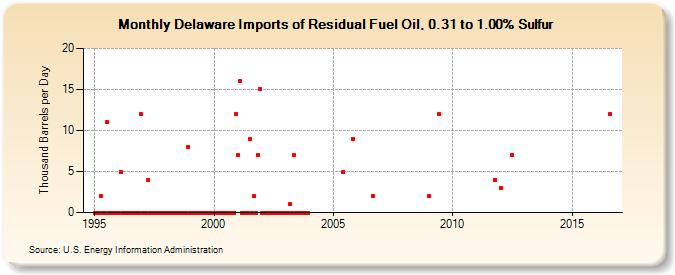 Monthly Delaware Imports of Residual Fuel Oil, 0.31 to 1.00% Sulfur
Thousand Barrels per Day
20
15
10
5
0
1995 2000 2005 2010 2015
Source: U.S. Energy Information Administration